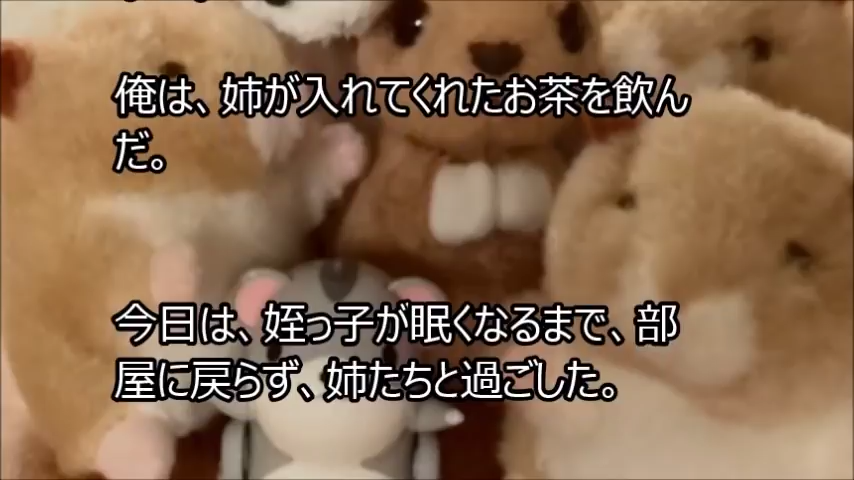 俺は、姉が入れてくれたお茶を飲ん
だ。
今日は、姪っ子が眠くなるまで、部
屋に戻らず、姉たちと過ごした。